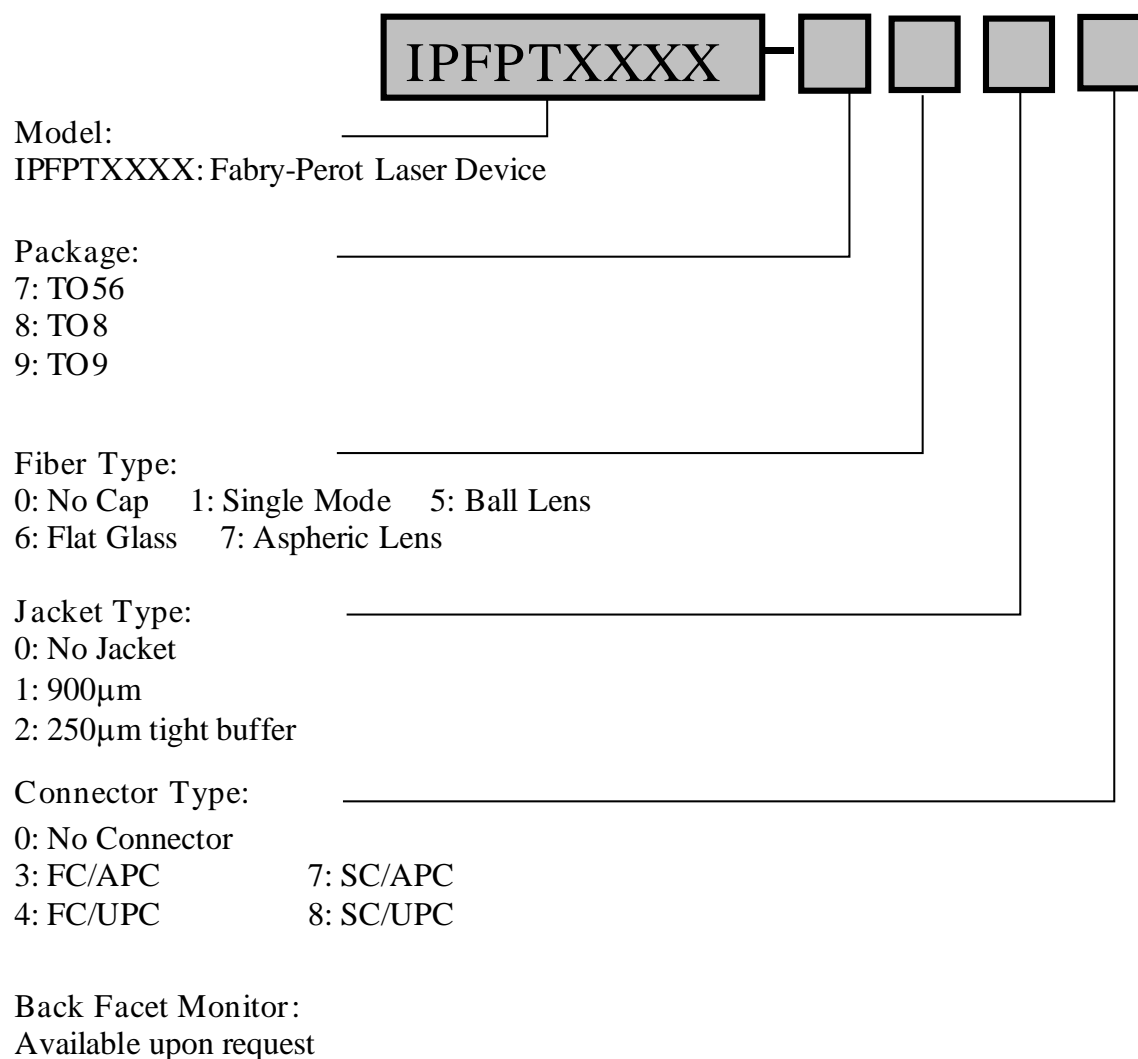 IPFPTXXXX
Model:
IPFPTXXXX: Fabry-Perot Laser Device
Package:
7: TO56
8: TO8
9: TO9
Fiber Type:
0: No Cap 1: Single Mode 5: Ball Lens
6: Flat Glass 7: Aspheric Lens
Jacket Type:
0: No Jacket
1: 900μm
2: 250μm tight buffer
Connector Type:
0: No Connector
3: FC/APC 7: SC/APC
4: FC/UPC 8: SC/UPC
Back Facet Monitor:
Available upon request